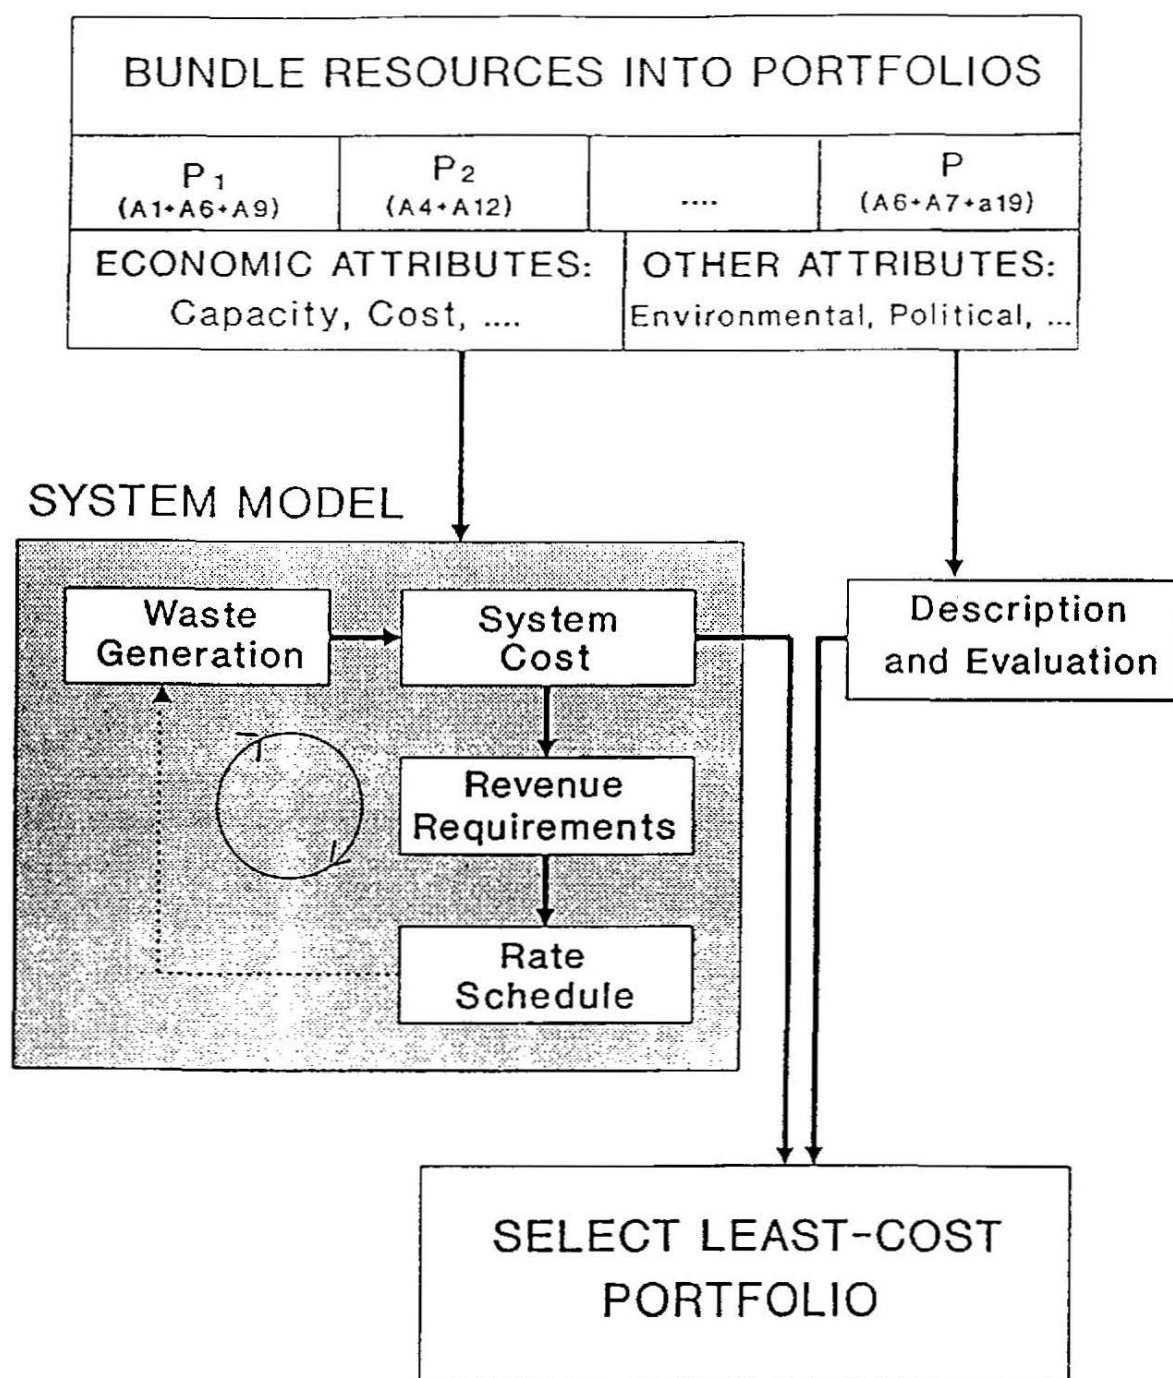 BUNDLE RESOURCES INTO PORTFOLIOS
P1
(A1+A6+A9)
P2
(A4+A12)
....
P
(A6+A7+a19)
ECONOMIC ATTRIBUTES:
Capacity, Cost, ....
OTHER ATTRIBUTES:
Environmental, Political, ...
SYSTEM MODEL
Waste
Generation
System
Cost
Description
and Evaluation
Revenue
Requirements
Rate
Schedule
SELECT LEAST-COST
PORTFOLIO